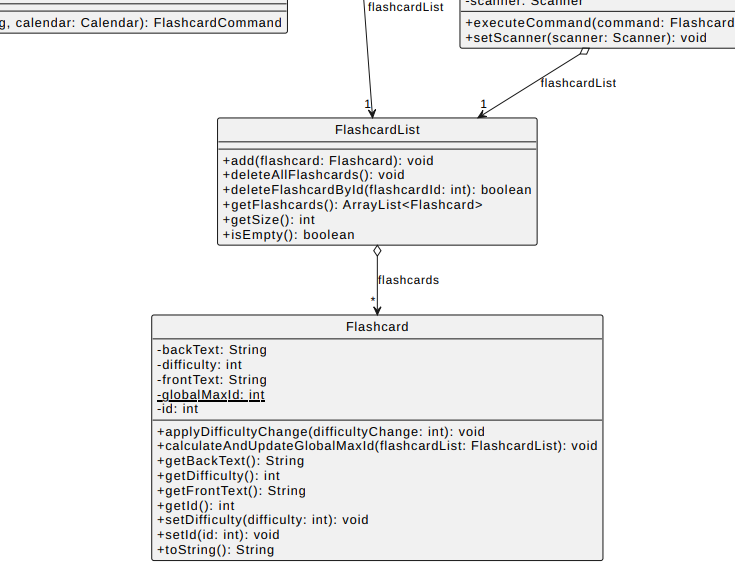 flashcardList
-scanner: Scanner
g, calendar: Calendar): FlashcardCommand
+executeCommand(command: Flashcard
+setScanner(scanner: Scanner): void
flashcardList
1
1
FlashcardList
+add(flashcard: Flashcard): void
+deleteAllFlashcards(): void
+deleteFlashcardById(flashcardId: int): boolean
+getFlashcards(): ArrayList<Flashcard>
+getSize(): int
+isEmpty(): boolean
flashcards
*
Flashcard
-backText: String
-difficulty: int
-frontText: String
-globalMaxId: int
-id: int
+applyDifficultyChange(difficultyChange: int): void
+calculateAndUpdateGlobalMaxId(flashcardList: FlashcardList): void
+getBackText(): String
+getDifficulty(): int
+getFrontText(): String
+getId(): int
+setDifficulty(difficulty: int): void
+setId(id: int): void
+toString(): String